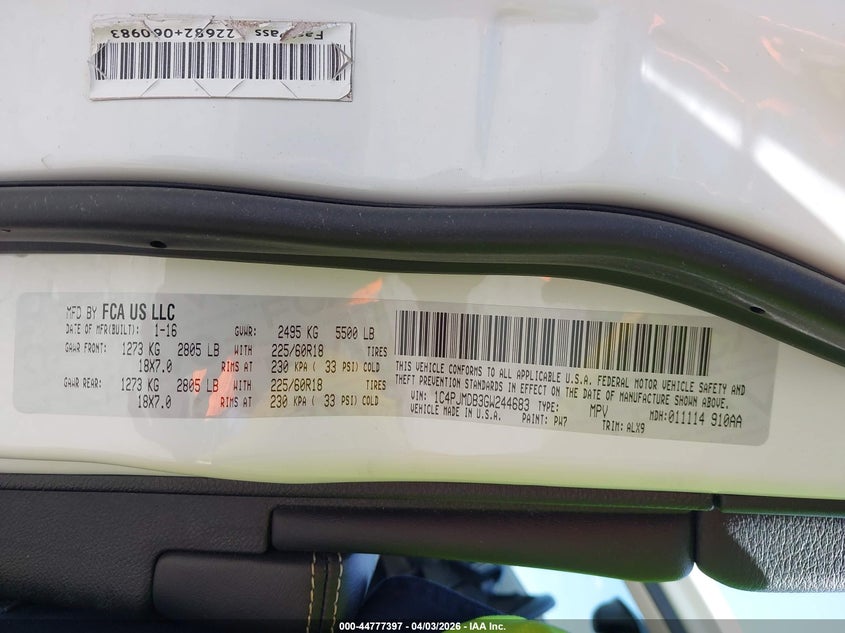 FastPass
22682+060983
MFD BY FCA US LLC
DATE OF MFR(BUILT): 1-16 GVWR: 2495 KG 5500 LB
GAWR FRONT: 1273 KG 2805 LB WITH 225/60R18 TIRES
18X7.0 RIMS AT 230 KPA ( 33 PSI) COLD
GAWR REAR: 1273 KG 2805 LB WITH 225/60R18 TIRES
18X7.0 RIMS AT 230 KPA ( 33 PSI) COLD
THIS VEHICLE CONFORMS TO ALL APPLICABLE U.S.A. FEDERAL MOTOR VEHICLE SAFETY AND
THEFT PREVENTION STANDARDS IN EFFECT ON THE DATE OF MANUFACTURE SHOWN ABOVE.
VIN: 1C4PJMDB3GW244683 TYPE: MPV MDH: 011114 910AA
VEHICLE MADE IN U.S.A. PAINT: PW7 TRIM: ALX9
000-44777397 - 04/03/2026 - IAA Inc.